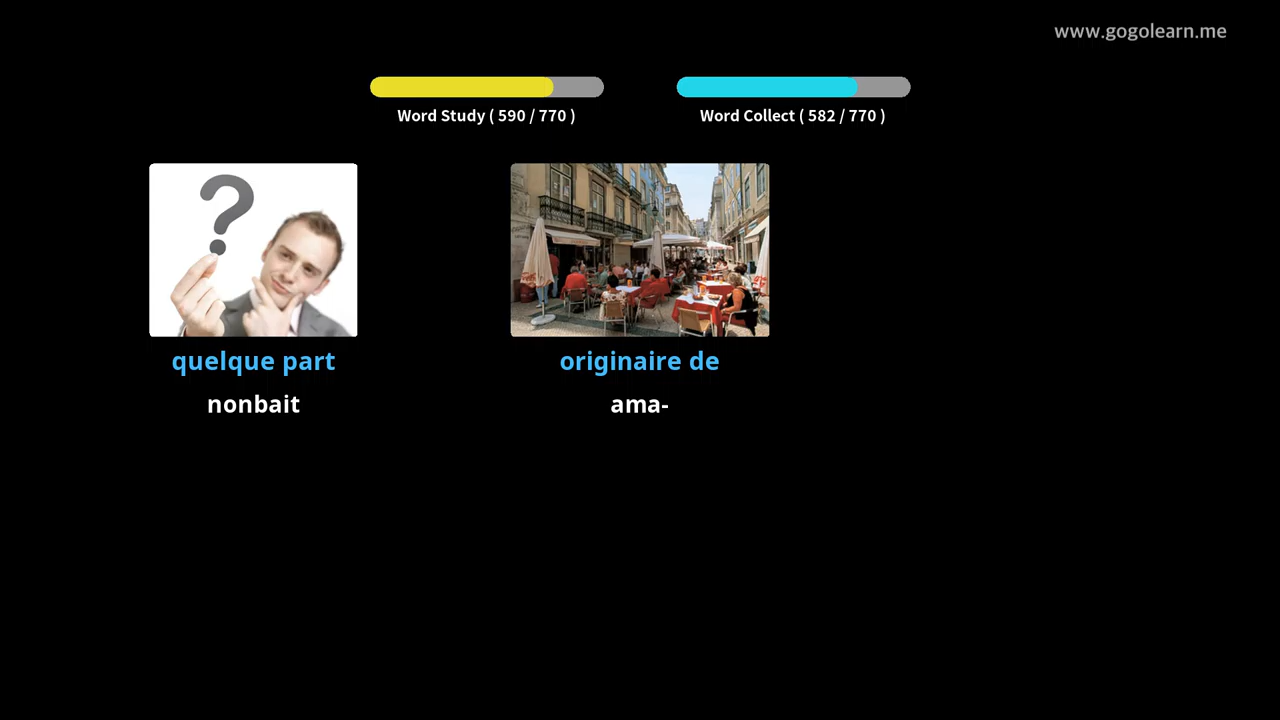 www.gogolearn.me
Word Study ( 590 / 770 )
Word Collect ( 582 / 770 )
quelque part
originaire de
nonbait
ama-